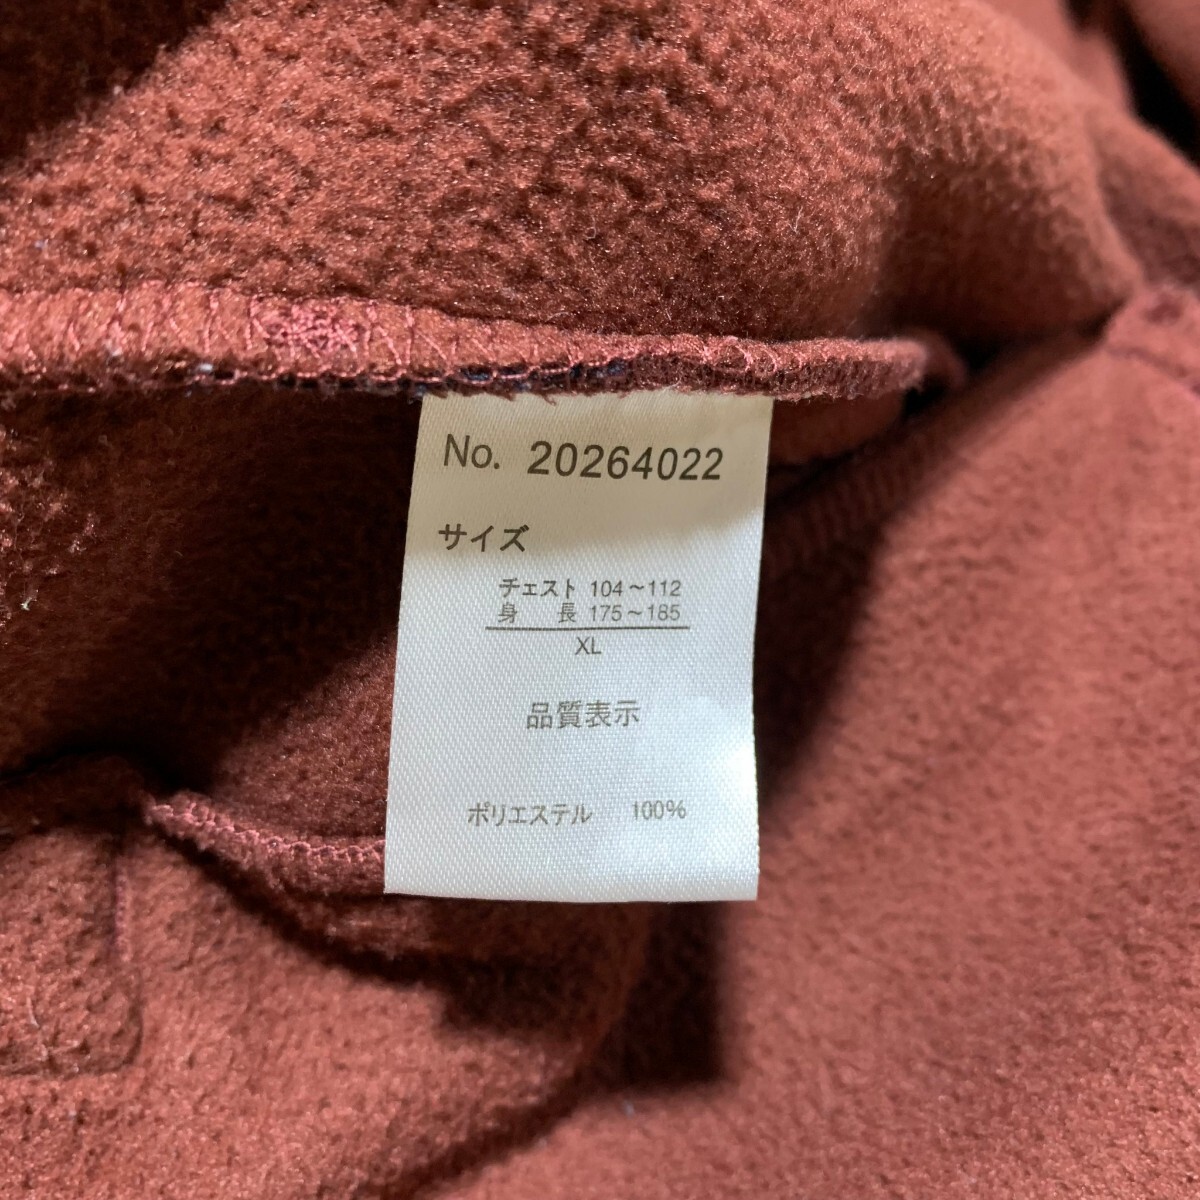 No. 20264022
サイズ
チェスト 104～112
身 長 175～185
XL
品質表示
ポリエステル 100%